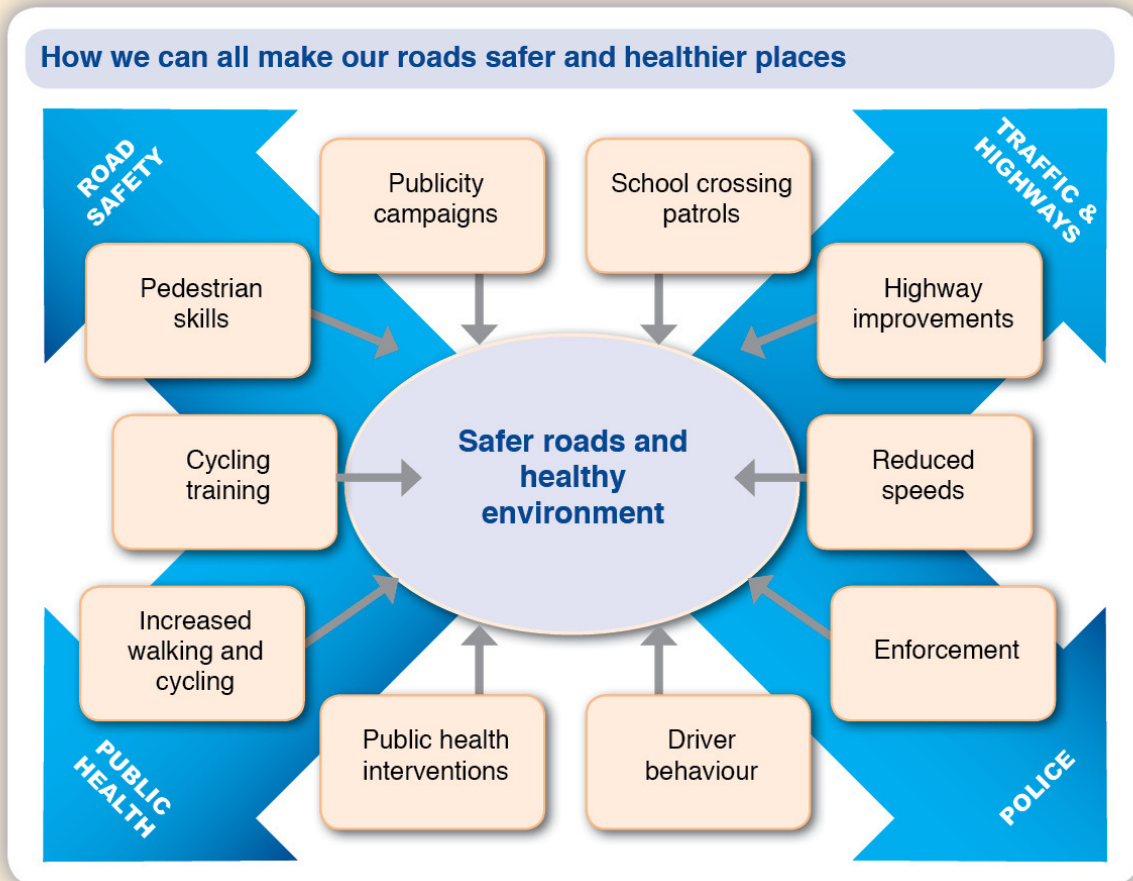 How we can all make our roads safer and healthier places
ROAD
SAFETY
Publicity
campaigns
School crossing
patrols
TRAFFIC &
HIGHWAYS
Pedestrian
skills
Highway
improvements
Cycling
training
Safer roads and
healthy
environment
Reduced
speeds
Increased
walking and
cycling
Enforcement
Public health
interventions
Driver
behaviour
PUBLIC
HEALTH
POLICE